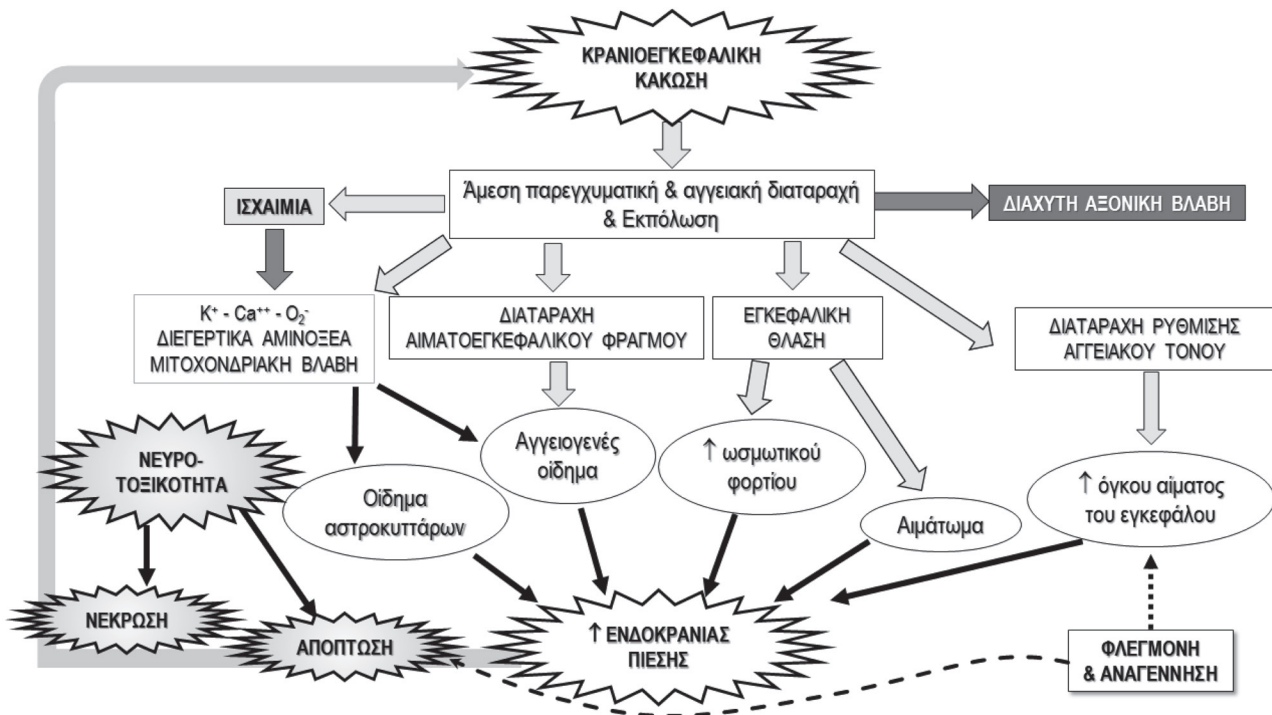 ΚΡΑΝΙΟΕΓΚΕΦΑΛΙΚΗ
ΚΑΚΩΣΗ
ΙΣΧΑΙΜΙΑ
Άμεση παρεγχυματική & αγγειακή διαταραχή
& Εκπόλωση
ΔΙΑΧΥΤΗ ΑΞΟΝΙΚΗ ΒΛΑΒΗ
K⁺ - Ca⁺⁺ - O₂⁻
ΔΙΕΓΕΡΤΙΚΑ ΑΜΙΝΟΞΕΑ
ΜΙΤΟΧΟΝΔΡΙΑΚΗ ΒΛΑΒΗ
ΔΙΑΤΑΡΑΧΗ
ΑΙΜΑΤΟΕΓΚΕΦΑΛΙΚΟΥ ΦΡΑΓΜΟΥ
ΕΓΚΕΦΑΛΙΚΗ
ΘΛΑΣΗ
ΔΙΑΤΑΡΑΧΗ ΡΥΘΜΙΣΗΣ
ΑΓΓΕΙΑΚΟΥ ΤΟΝΟΥ
ΝΕΥΡΟ-
ΤΟΞΙΚΟΤΗΤΑ
Οίδημα
αστροκυττάρων
Αγγειογενές
οίδημα
↑ ωσμωτικού
φορτίου
Αιμάτωμα
↑ όγκου αίματος
του εγκεφάλου
ΝΕΚΡΩΣΗ
ΑΠΟΠΤΩΣΗ
↑ ΕΝΔΟΚΡΑΝΙΑΣ
ΠΙΕΣΗΣ
ΦΛΕΓΜΟΝΗ
& ΑΝΑΓΕΝΝΗΣΗ